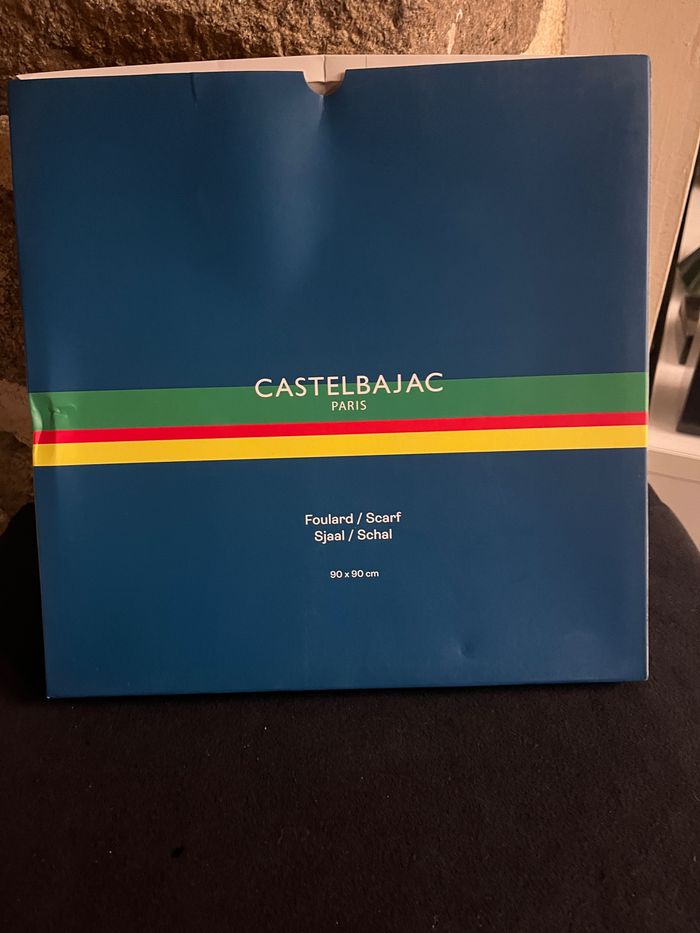 CASTELBAJAC
PARIS
Foulard / Scarf
Sjaal / Schal
90 x 90 cm